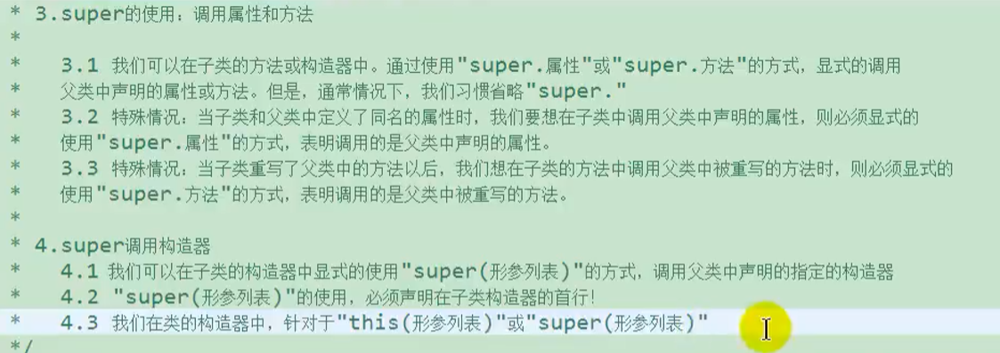 * 3.super的使用：调用属性和方法
*
* 3.1 我们可以在子类的方法或构造器中。通过使用"super.属性"或"super.方法"的方式，显式的调用
* 父类中声明的属性或方法。但是，通常情况下，我们习惯省略"super."
* 3.2 特殊情况：当子类和父类中定义了同名的属性时，我们要想在子类中调用父类中声明的属性，则必须显式的
* 使用"super.属性"的方式，表明调用的是父类中声明的属性。
* 3.3 特殊情况：当子类重写了父类中的方法以后，我们想在子类的方法中调用父类中被重写的方法时，则必须显式的
* 使用"super.方法"的方式，表明调用的是父类中被重写的方法。
*
* 4.super调用构造器
* 4.1 我们可以在子类的构造器中显式的使用"super(形参列表)"的方式，调用父类中声明的指定的构造器
* 4.2 "super(形参列表)"的使用，必须声明在子类构造器的首行！
* 4.3 我们在类的构造器中，针对于"this(形参列表)"或"super(形参列表)"
*/